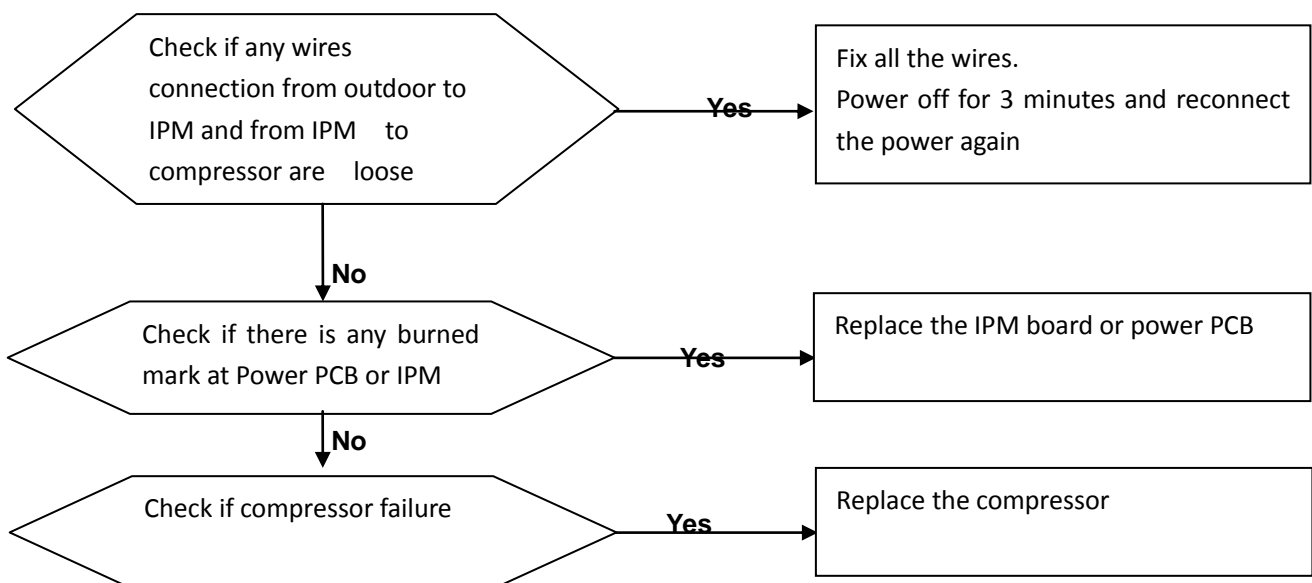 Check if any wires
connection from outdoor to
IPM and from IPM to
compressor are loose
Yes
Fix all the wires.
Power off for 3 minutes and reconnect
the power again
No
Check if there is any burned
mark at Power PCB or IPM
Yes
Replace the IPM board or power PCB
No
Check if compressor failure
Yes
Replace the compressor